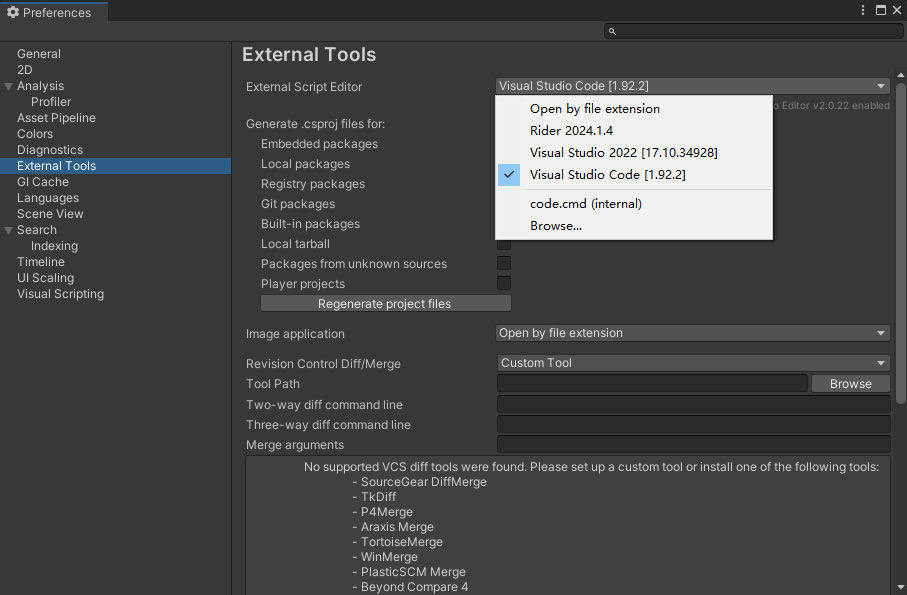 Preferences
General
2D
Analysis
Profiler
Asset Pipeline
Colors
Diagnostics
External Tools
GI Cache
Languages
Scene View
Search
Indexing
Timeline
UI Scaling
Visual Scripting
External Tools
External Script Editor
Visual Studio Code [1.92.2]
Open by file extension
Rider 2024.1.4
Visual Studio 2022 [17.10.34928]
Visual Studio Code [1.92.2]
code.cmd (internal)
Browse...
Editor v2.0.22 enabled
Generate .csproj files for:
Embedded packages
Local packages
Registry packages
Git packages
Built-in packages
Local tarball
Packages from unknown sources
Player projects
Regenerate project files
Image application
Open by file extension
Revision Control Diff/Merge
Custom Tool
Tool Path
Browse
Two-way diff command line
Three-way diff command line
Merge arguments
No supported VCS diff tools were found. Please set up a custom tool or install one of the following tools:
- SourceGear DiffMerge
- TkDiff
- P4Merge
- Araxis Merge
- TortoiseMerge
- WinMerge
- PlasticSCM Merge
- Beyond Compare 4